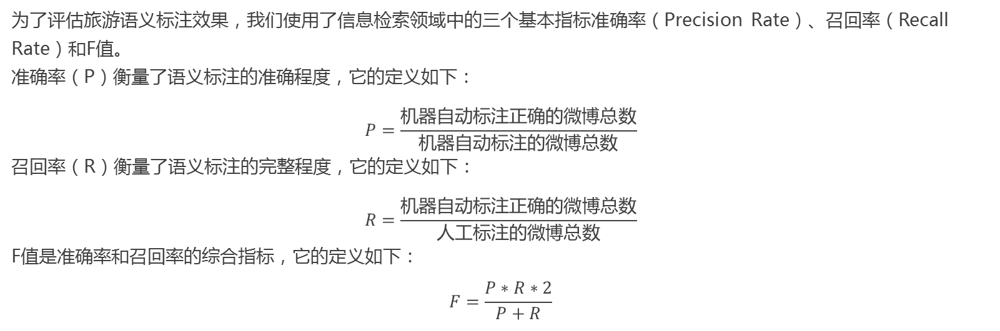 为了评估旅游语义标注效果，我们使用了信息检索领域中的三个基本指标准确率（Precision Rate）、召回率（Recall
Rate）和F值。
准确率（P）衡量了语义标注的准确程度，它的定义如下：
机器自动标注正确的微博总数
P =
机器自动标注的微博总数
召回率（R）衡量了语义标注的完整程度，它的定义如下：
机器自动标注正确的微博总数
R =
人工标注的微博总数
F值是准确率和召回率的综合指标，它的定义如下：
P ∗ R ∗ 2
F =
P + R